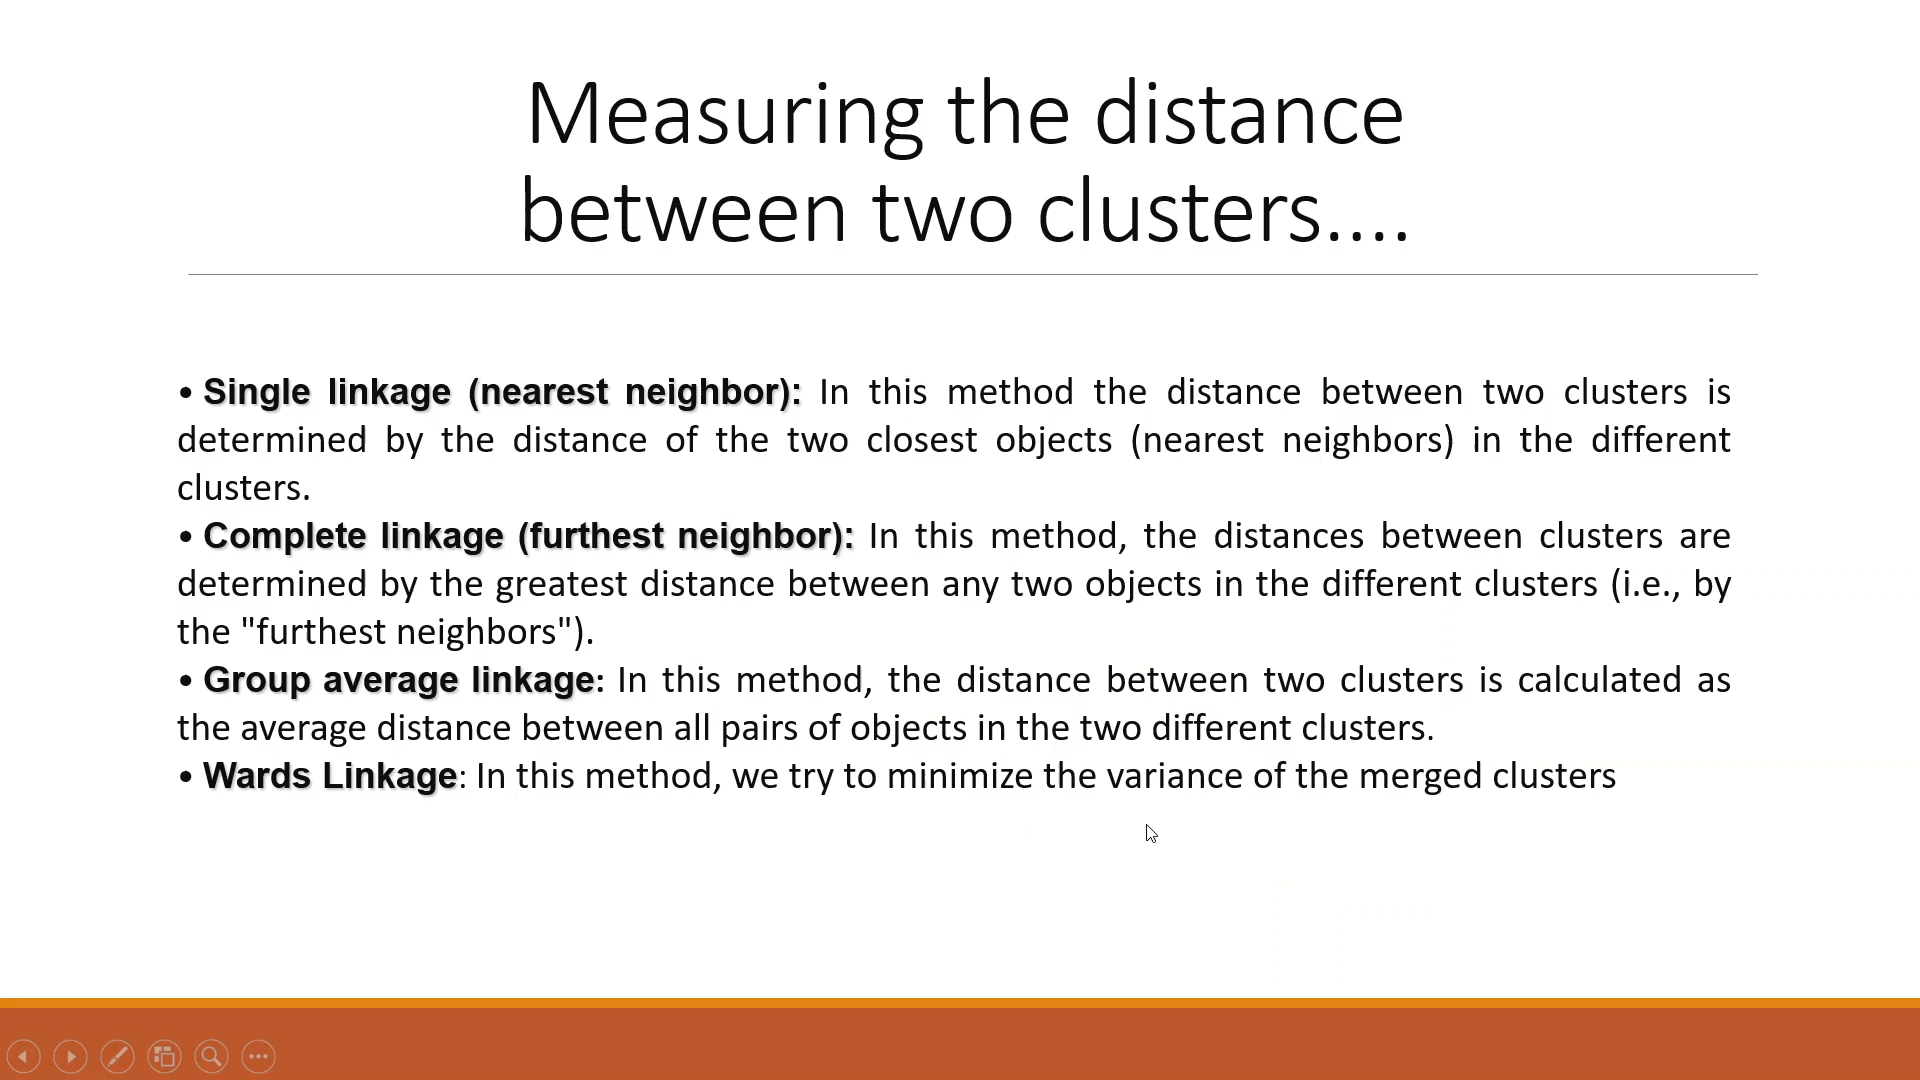 Measuring the distance
between two clusters....
• Single linkage (nearest neighbor): In this method the distance between two clusters is
determined by the distance of the two closest objects (nearest neighbors) in the different
clusters.
• Complete linkage (furthest neighbor): In this method, the distances between clusters are
determined by the greatest distance between any two objects in the different clusters (i.e., by
the "furthest neighbors").
• Group average linkage: In this method, the distance between two clusters is calculated as
the average distance between all pairs of objects in the two different clusters.
• Wards Linkage: In this method, we try to minimize the variance of the merged clusters